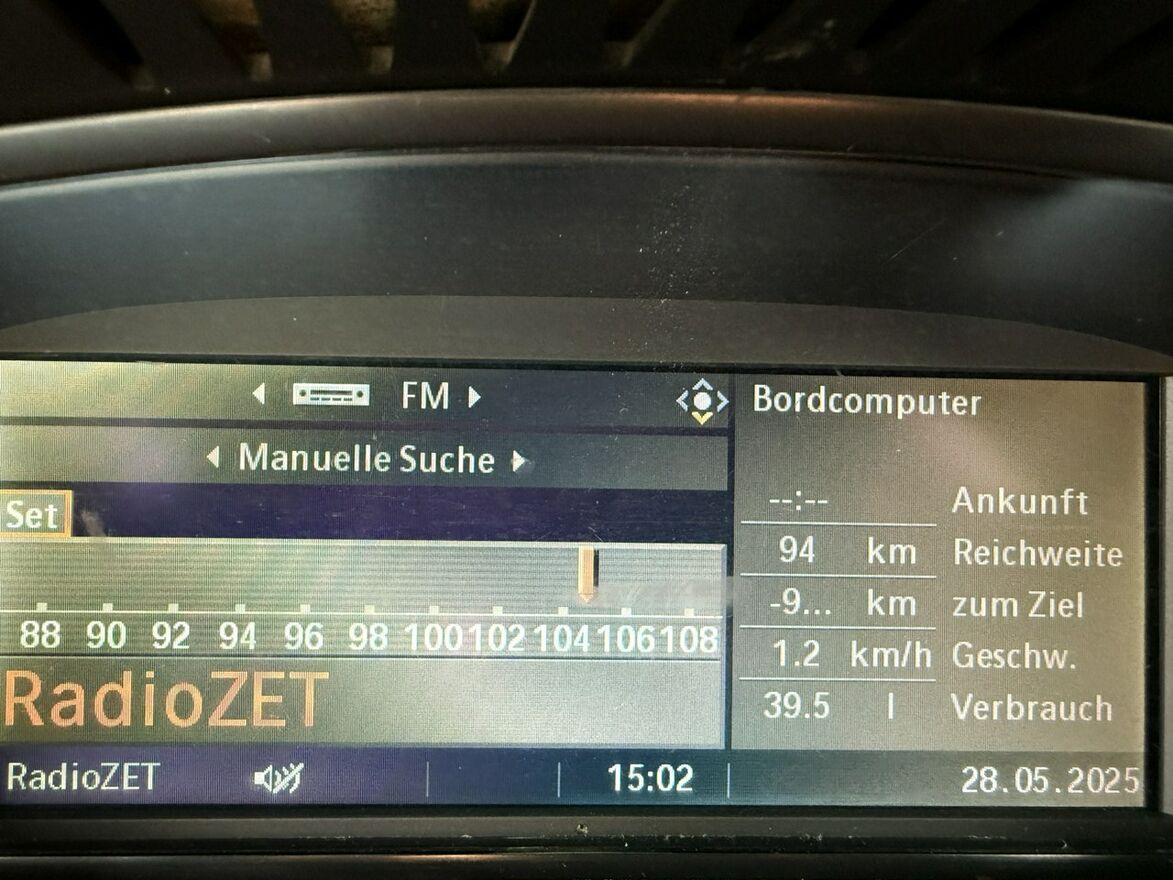 FM
Manuelle Suche
Set
88 90 92 94 96 98 100 102 104 106 108
RadioZET
Bordcomputer
--:-- Ankunft
94 km Reichweite
-9... km zum Ziel
1.2 km/h Geschw.
39.5 l Verbrauch
RadioZET 15:02 28.05.2025